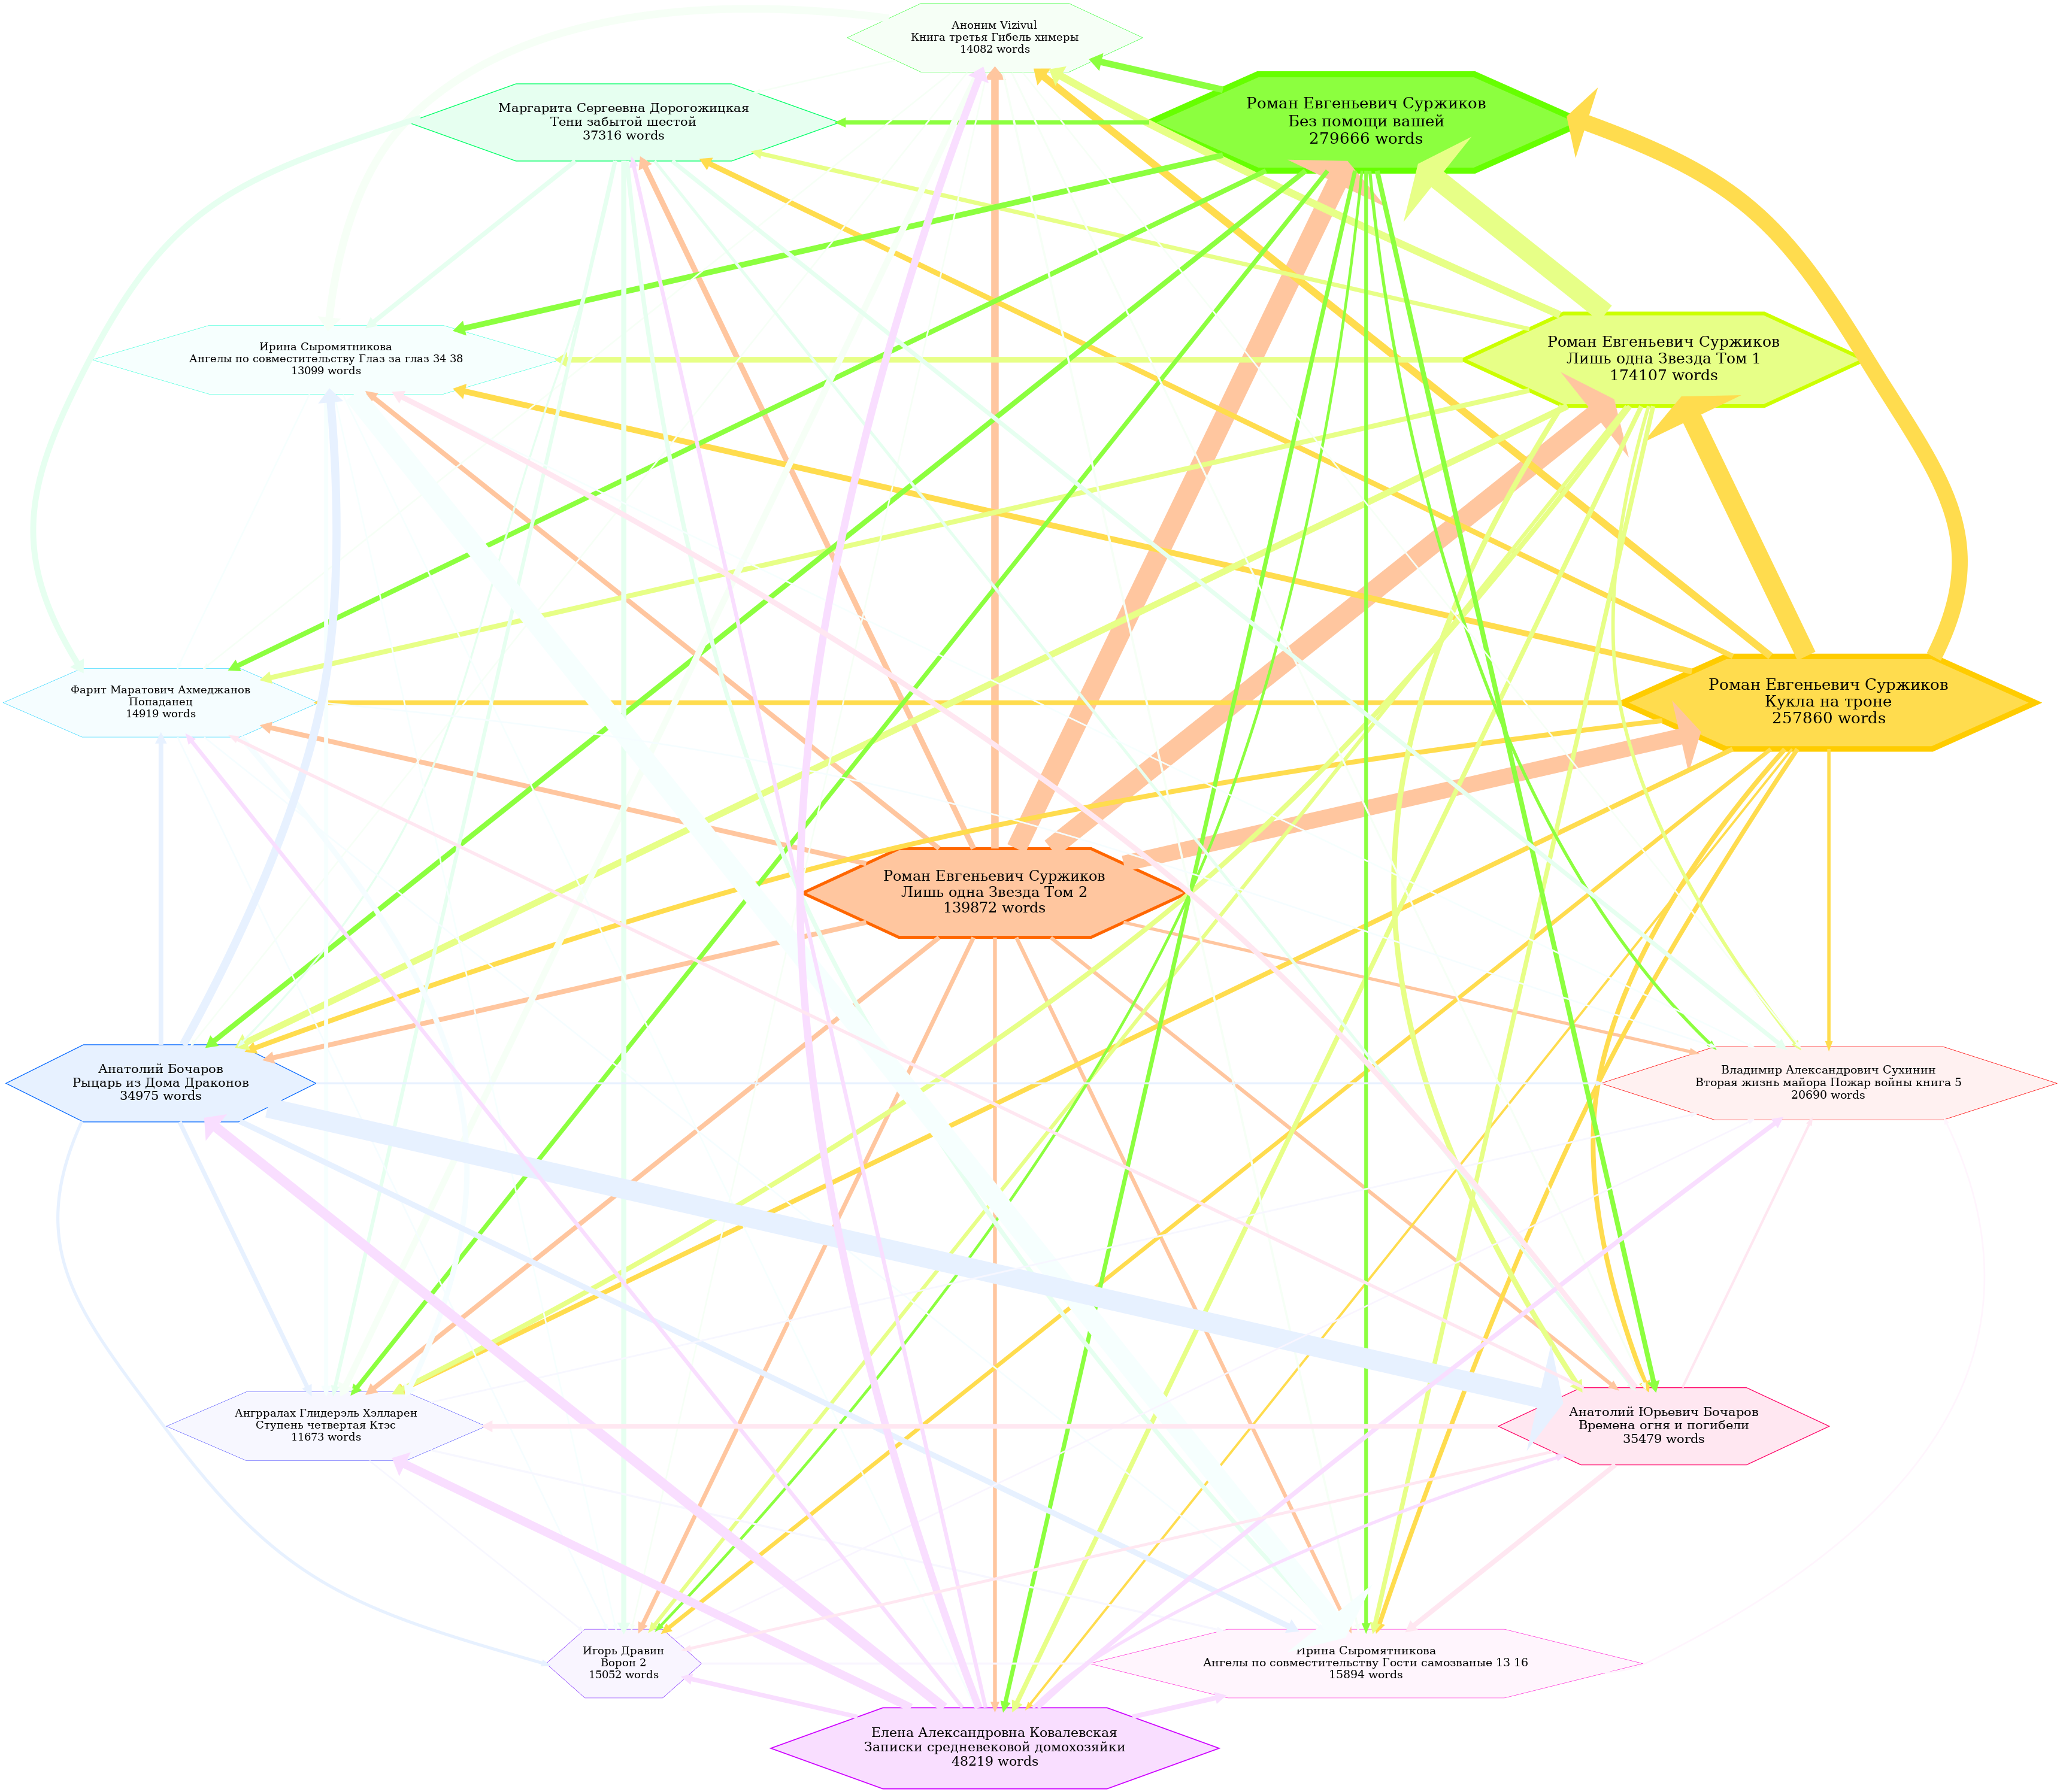 Аноним Vizivul
Книга третья Гибель химеры
14082 words
Маргарита Сергеевна Дорогожицкая
Тени забытой шестой
37316 words
Роман Евгеньевич Суржиков
Без помощи вашей
279666 words
Ирина Сыромятникова
Ангелы по совместительству Глаз за глаз 34 38
13099 words
Роман Евгеньевич Суржиков
Лишь одна Звезда Том 1
174107 words
Фарит Маратович Ахмеджанов
Попаданец
14919 words
Роман Евгеньевич Суржиков
Кукла на троне
257860 words
Роман Евгеньевич Суржиков
Лишь одна Звезда Том 2
139872 words
Анатолий Бочаров
Рыцарь из Дома Драконов
34975 words
Владимир Александрович Сухинин
Вторая жизнь майора Пожар войны книга 5
20690 words
Ангрралах Глидерэль Хэлларен
Ступень четвертая Ктэс
11673 words
Анатолий Юрьевич Бочаров
Времена огня и погибели
35479 words
Игорь Дравин
Ворон 2
15052 words
Ирина Сыромятникова
Ангелы по совместительству Гости самозваные 13 16
15894 words
Елена Александровна Ковалевская
Записки средневековой домохозяйки
48219 words